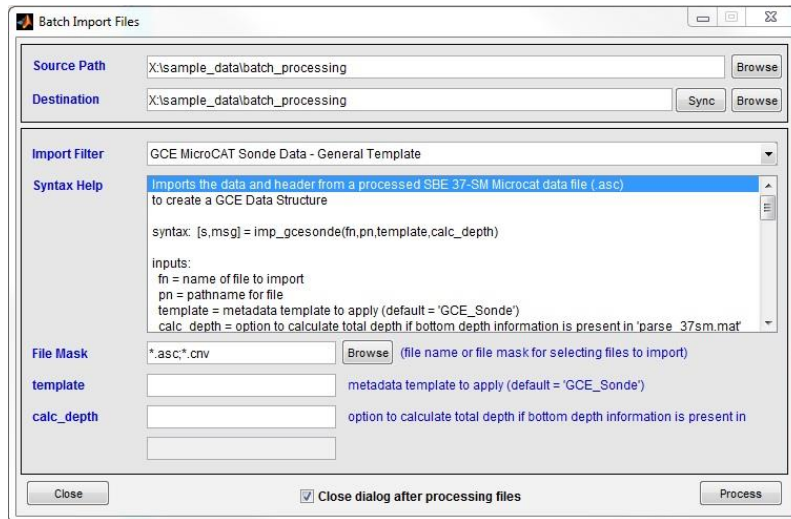 Batch Import Files
Source Path X:\sample_data\batch_processing Browse
Destination X:\sample_data\batch_processing Sync Browse
Import Filter GCE MicroCAT Sonde Data - General Template
Syntax Help Imports the data and header from a processed SBE 37-SM Microcat data file (.asc)
to create a GCE Data Structure
syntax: [s,msg] = imp_gcesonde(fn,pn,template,calc_depth)
inputs:
fn = name of file to import
pn = pathname for file
template = metadata template to apply (default = 'GCE_Sonde')
calc_depth = option to calculate total depth if bottom depth information is present in 'parse_37sm.mat'
File Mask *.asc;*.cnv Browse (file name or file mask for selecting files to import)
template metadata template to apply (default = 'GCE_Sonde')
calc_depth option to calculate total depth if bottom depth information is present in
Close Close dialog after processing files Process